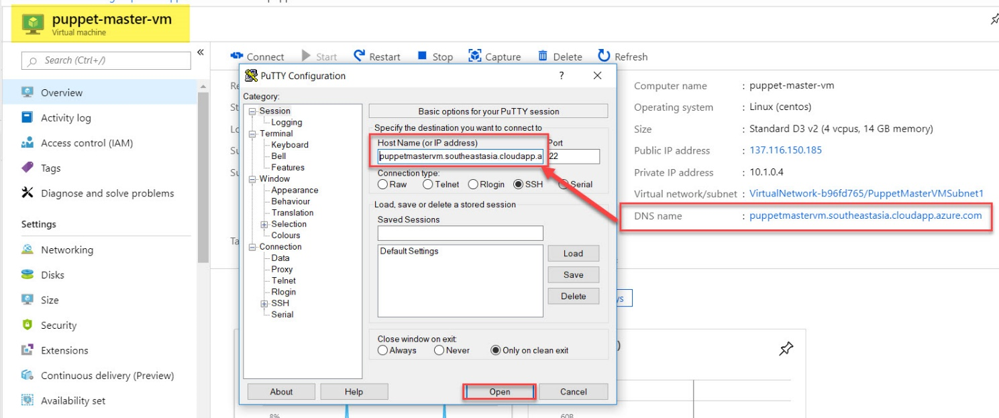 puppet-master-vm
Virtual machine
Search (Ctrl+/)
«
Overview
Activity log
Access control (IAM)
Tags
Diagnose and solve problems
Settings
Networking
Disks
Size
Security
Extensions
Continuous delivery (Preview)
Availability set
Connect
Start
Restart
Stop
Capture
Delete
Refresh
PuTTY Configuration
?
Category:
Session
Logging
Terminal
Keyboard
Bell
Features
Window
Appearance
Behaviour
Translation
Selection
Colours
Connection
Data
Proxy
Telnet
Rlogin
SSH
Serial
Basic options for your PuTTY session
Specify the destination you want to connect to
Host Name (or IP address)
Port
puppetmastervm.southeastasia.cloudapp.a
22
Connection type:
Raw Telnet Rlogin SSH Serial
Load, save or delete a stored session
Saved Sessions
Default Settings
Load
Save
Delete
Close window on exit:
Always Never Only on clean exit
About
Help
Open
Cancel
Computer name : puppet-master-vm
Operating system : Linux (centos)
Size : Standard D3 v2 (4 vcpus, 14 GB memory)
Public IP address : 137.116.150.185
Private IP address : 10.1.0.4
Virtual network/subnet : VirtualNetwork-b96fd765/PuppetMasterVMSubnet1
DNS name : puppetmastervm.southeastasia.cloudapp.azure.com
8%
60B